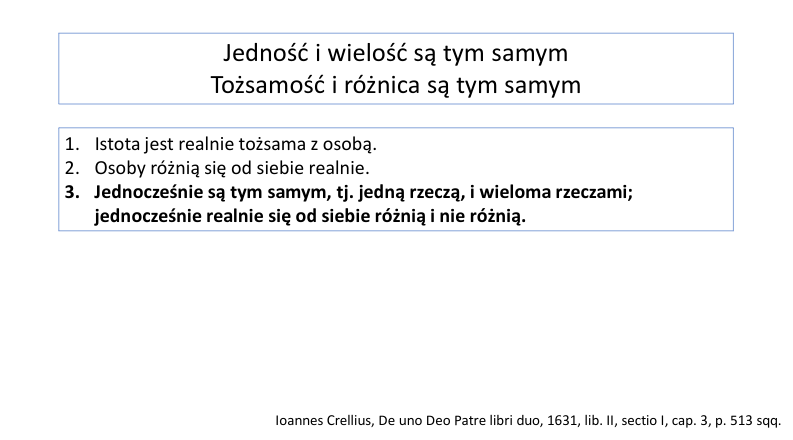 Jedność i wielość są tym samym
Tożsamość i różnica są tym samym
1. Istota jest realnie tożsama z osobą.
2. Osoby różnią się od siebie realnie.
3. Jednocześnie są tym samym, tj. jedną rzeczą, i wieloma rzeczami;
jednocześnie realnie się od siebie różnią i nie różnią.
Ioannes Crellius, De uno Deo Patre libri duo, 1631, lib. II, sectio I, cap. 3, p. 513 sqq.